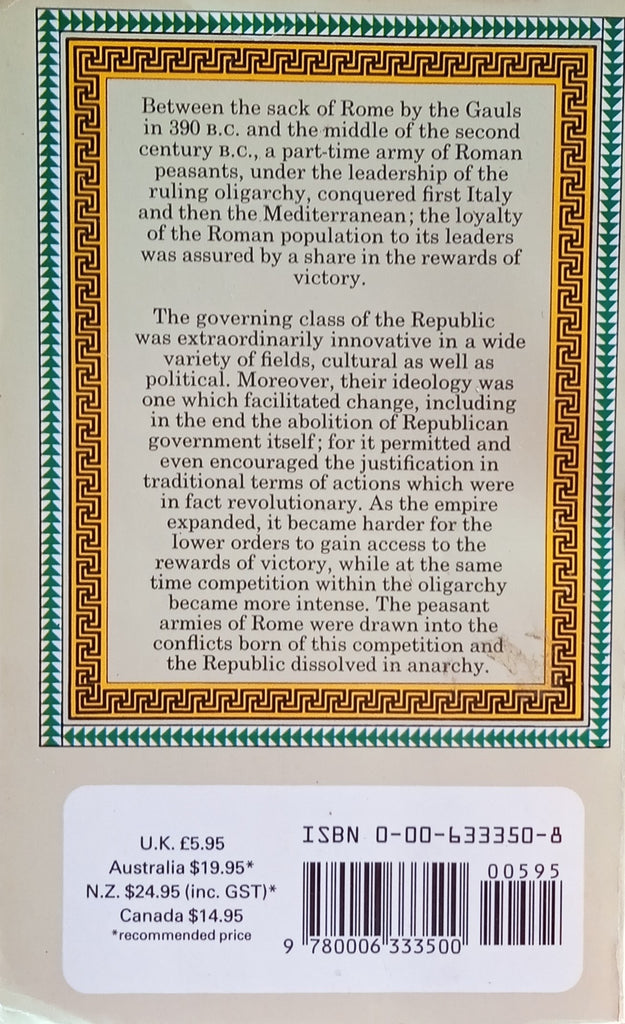 Between the sack of Rome by the Gauls
in 390 B.C. and the middle of the second
century B.C., a part-time army of Roman
peasants, under the leadership of the
ruling oligarchy, conquered first Italy
and then the Mediterranean; the loyalty
of the Roman population to its leaders
was assured by a share in the rewards of
victory.
The governing class of the Republic
was extraordinarily innovative in a wide
variety of fields, cultural as well as
political. Moreover, their ideology was
one which facilitated change, including
in the end the abolition of Republican
government itself; for it permitted and
even encouraged the justification in
traditional terms of actions which were
in fact revolutionary. As the empire
expanded, it became harder for the
lower orders to gain access to the
rewards of victory, while at the same
time competition within the oligarchy
became more intense. The peasant
armies of Rome were drawn into the
conflicts born of this competition and
the Republic dissolved in anarchy.
U.K. £5.95
Australia $19.95*
N.Z. $24.95 (inc. GST)*
Canada $14.95
*recommended price
ISBN 0-00-633350-8
00595
9 780006 333500